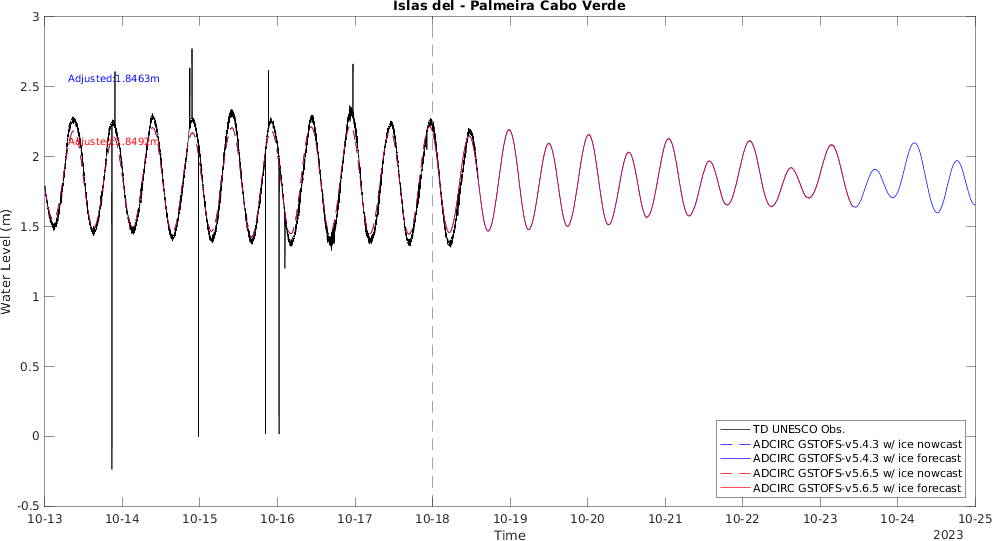 Islas del - Palmeira Cabo Verde
3
2.5
2
1.5
1
0.5
0
-0.5
Water Level (m)
Adjusted:1.8463m
Adjusted:1.8492m
TD UNESCO Obs.
ADCIRC GSTOFS-v5.4.3 w/ ice nowcast
ADCIRC GSTOFS-v5.4.3 w/ ice forecast
ADCIRC GSTOFS-v5.6.5 w/ ice nowcast
ADCIRC GSTOFS-v5.6.5 w/ ice forecast
10-13 10-14 10-15 10-16 10-17 10-18 10-19 10-20 10-21 10-22 10-23 10-24 10-25
Time
2023